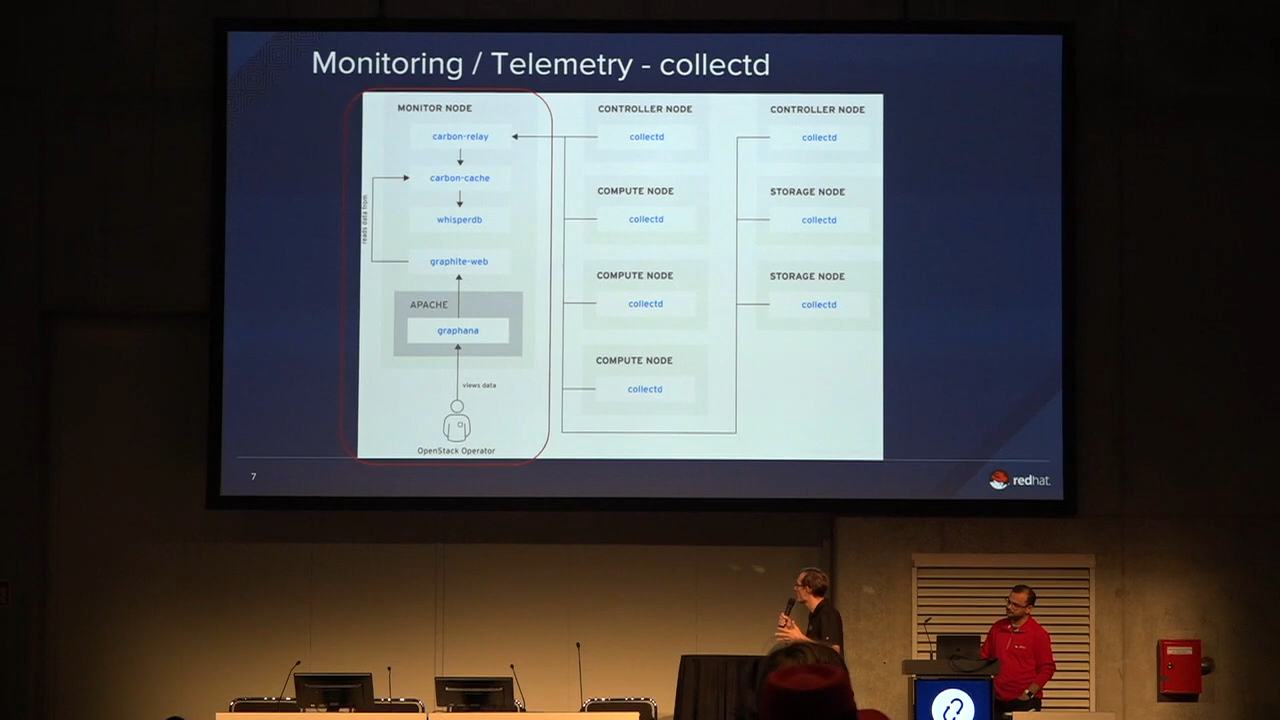 Monitoring / Telemetry - collectd
MONITOR NODE
carbon-relay
carbon-cache
whisperdb
graphite-web
reads data from
APACHE
graphana
views data
OpenStack Operator
CONTROLLER NODE
collectd
COMPUTE NODE
collectd
COMPUTE NODE
collectd
COMPUTE NODE
collectd
CONTROLLER NODE
collectd
STORAGE NODE
collectd
STORAGE NODE
collectd
7
redhat.